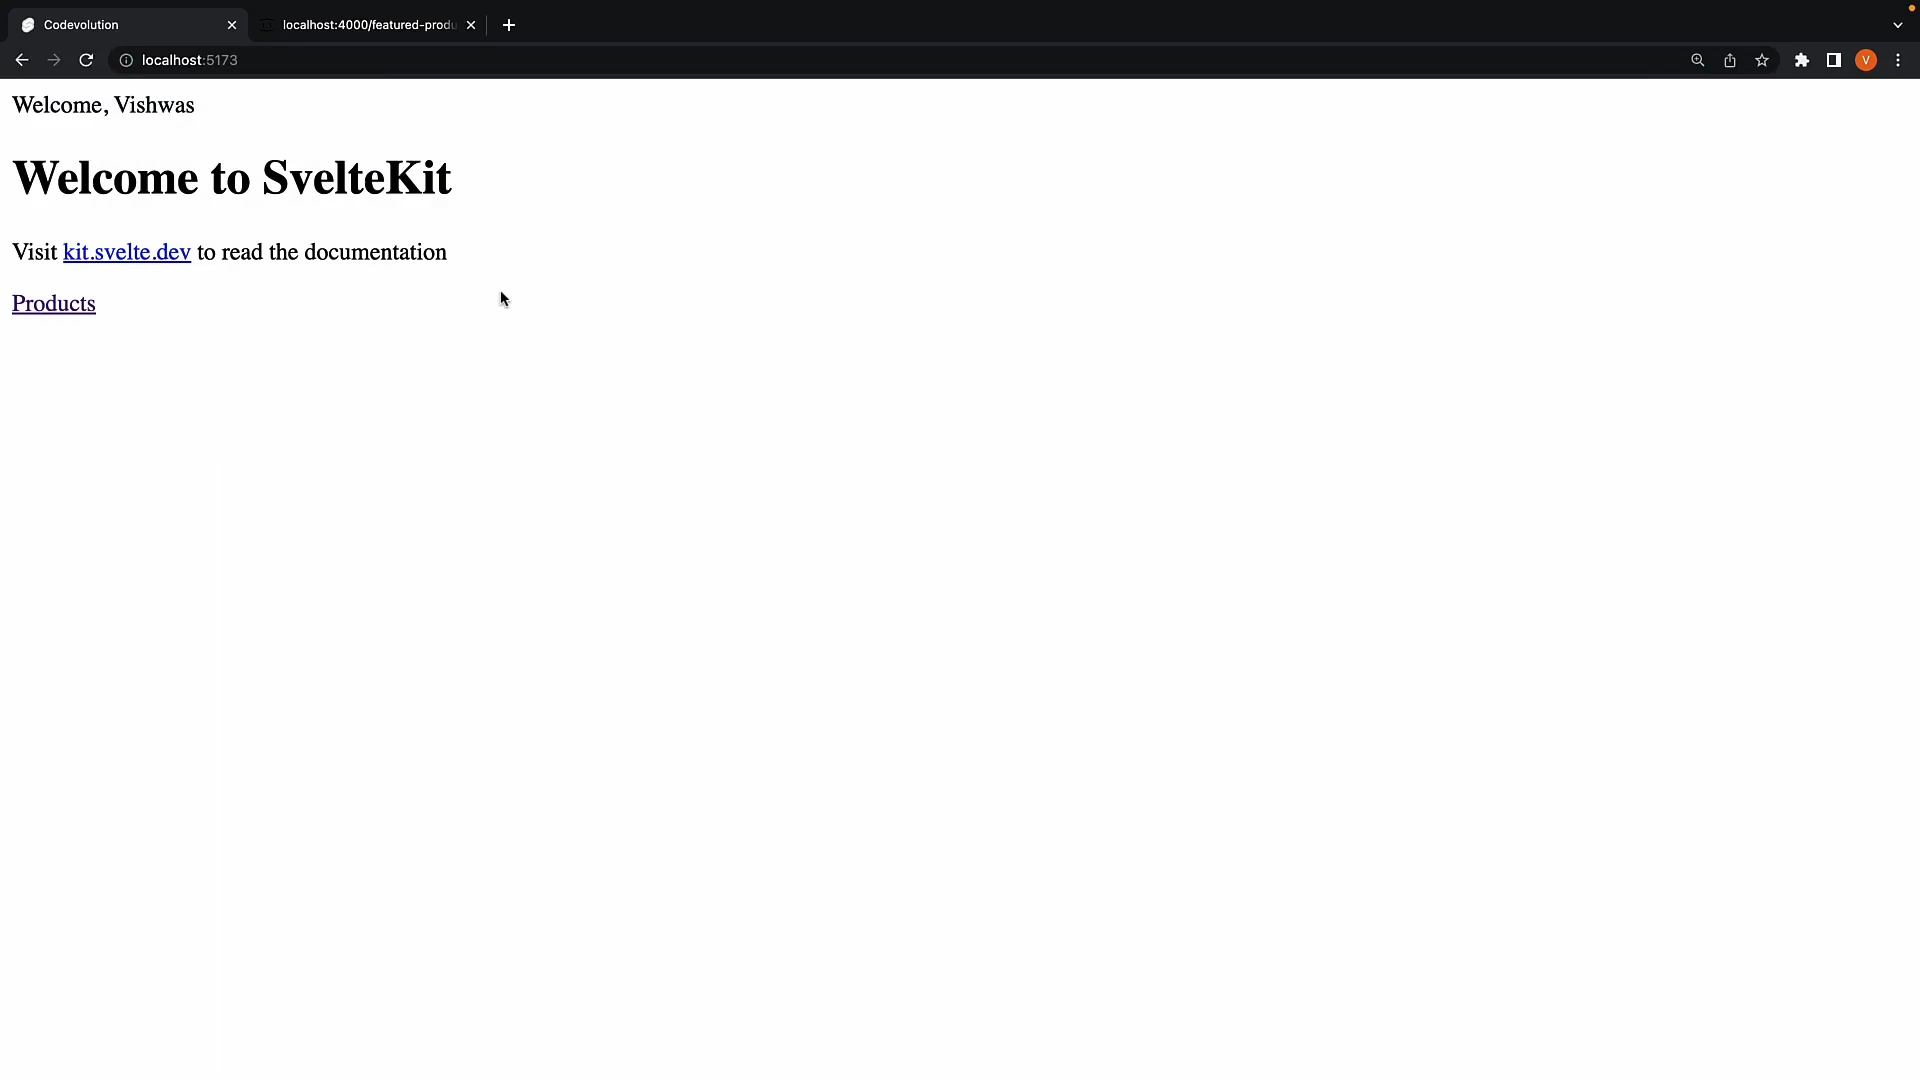 Codevolution
localhost:4000/featured-produ
localhost:5173
V
Welcome, Vishwas
Welcome to SvelteKit
Visit kit.svelte.dev to read the documentation
Products